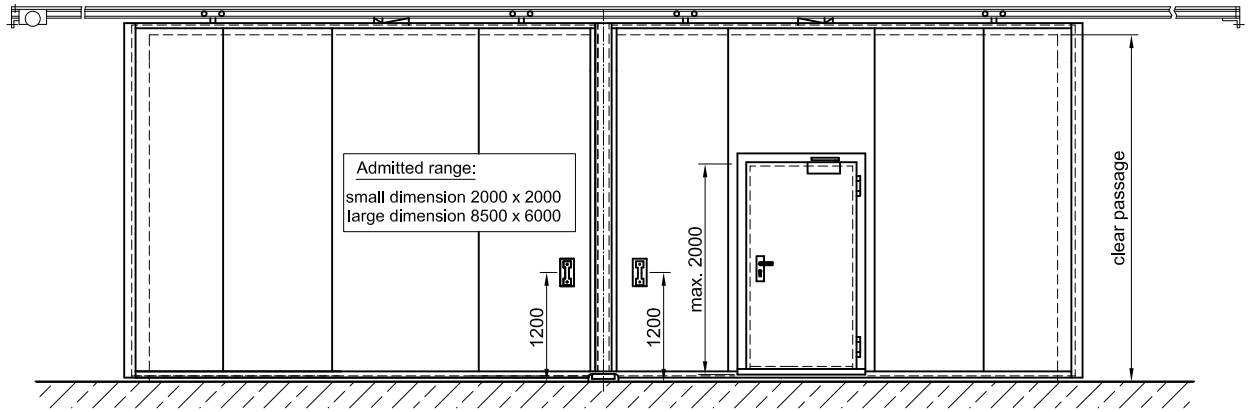 Admitted range:
small dimension 2000 x 2000
large dimension 8500 x 6000
1200
1200
max. 2000
clear passage